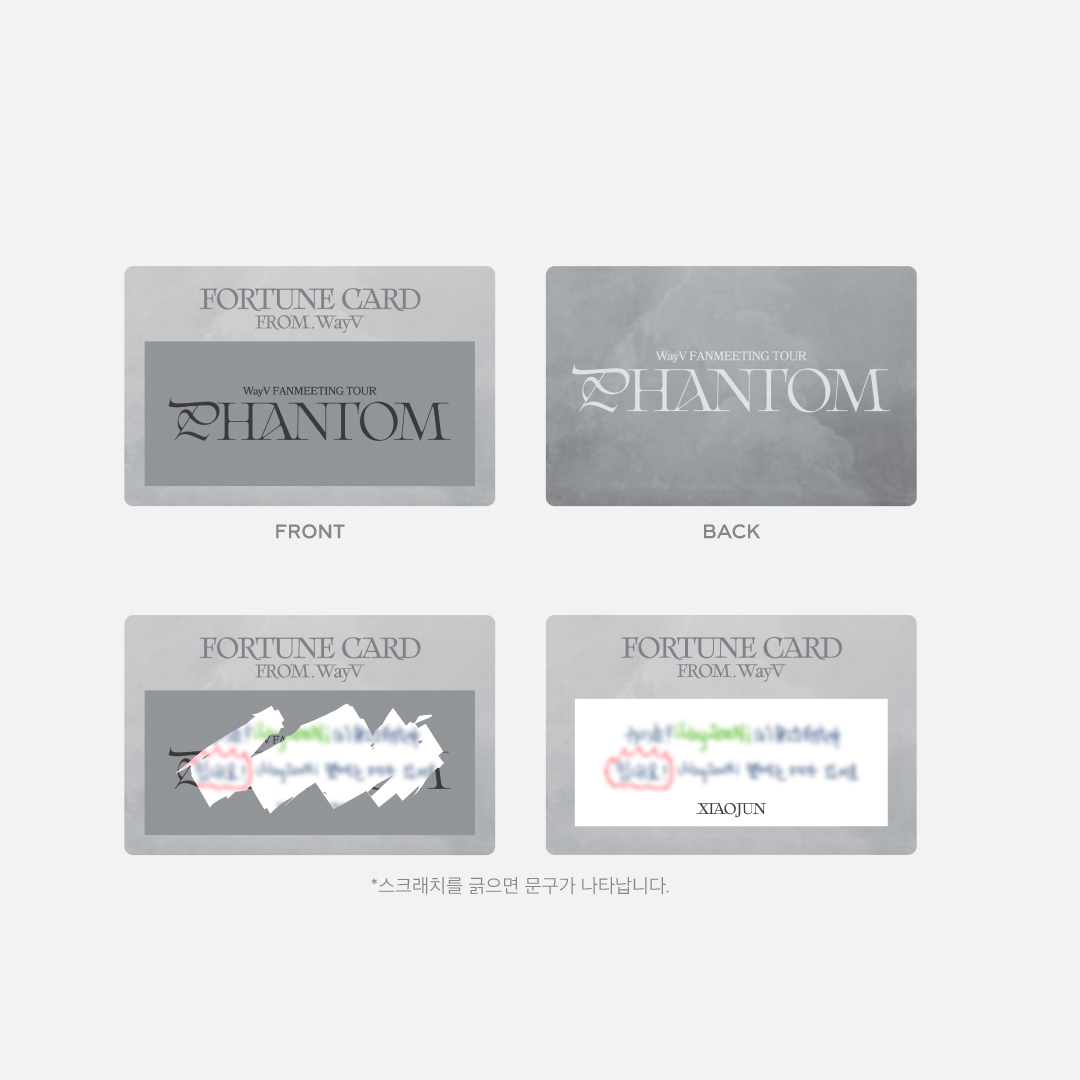 FORTUNE CARD
FROM. WayV
WayV FANMEETING TOUR
PHANTOM
FRONT
WayV FANMEETING TOUR
PHANTOM
BACK
FORTUNE CARD
FROM. WayV
FORTUNE CARD
FROM. WayV
XIAOJUN
*스크래치를 긁으면 문구가 나타납니다.